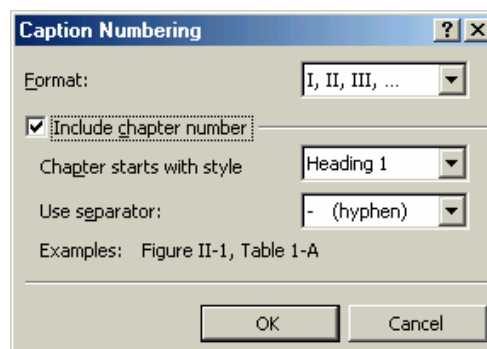 Caption Numbering
Format: I, II, III, ...
Include chapter number
Chapter starts with style Heading 1
Use separator: - (hyphen)
Examples: Figure II-1, Table 1-A
OK Cancel